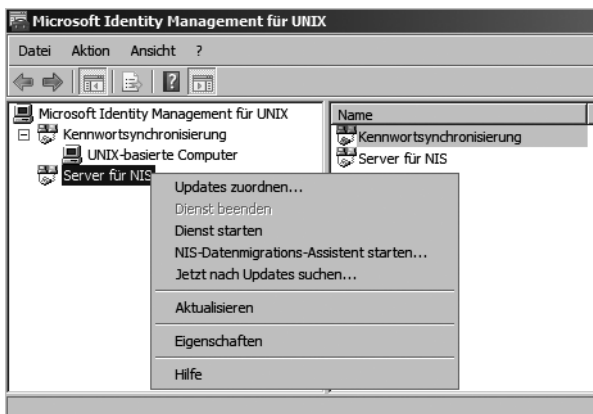 Microsoft Identity Management für UNIX
Datei Aktion Ansicht ?
Microsoft Identity Management für UNIX
Kennwortsynchronisierung
UNIX-basierte Computer
Server für NIS
Name
Kennwortsynchronisierung
Server für NIS
Updates zuordnen...
Dienst beenden
Dienst starten
NIS-Datenmigrations-Assistent starten...
Jetzt nach Updates suchen...
Aktualisieren
Eigenschaften
Hilfe